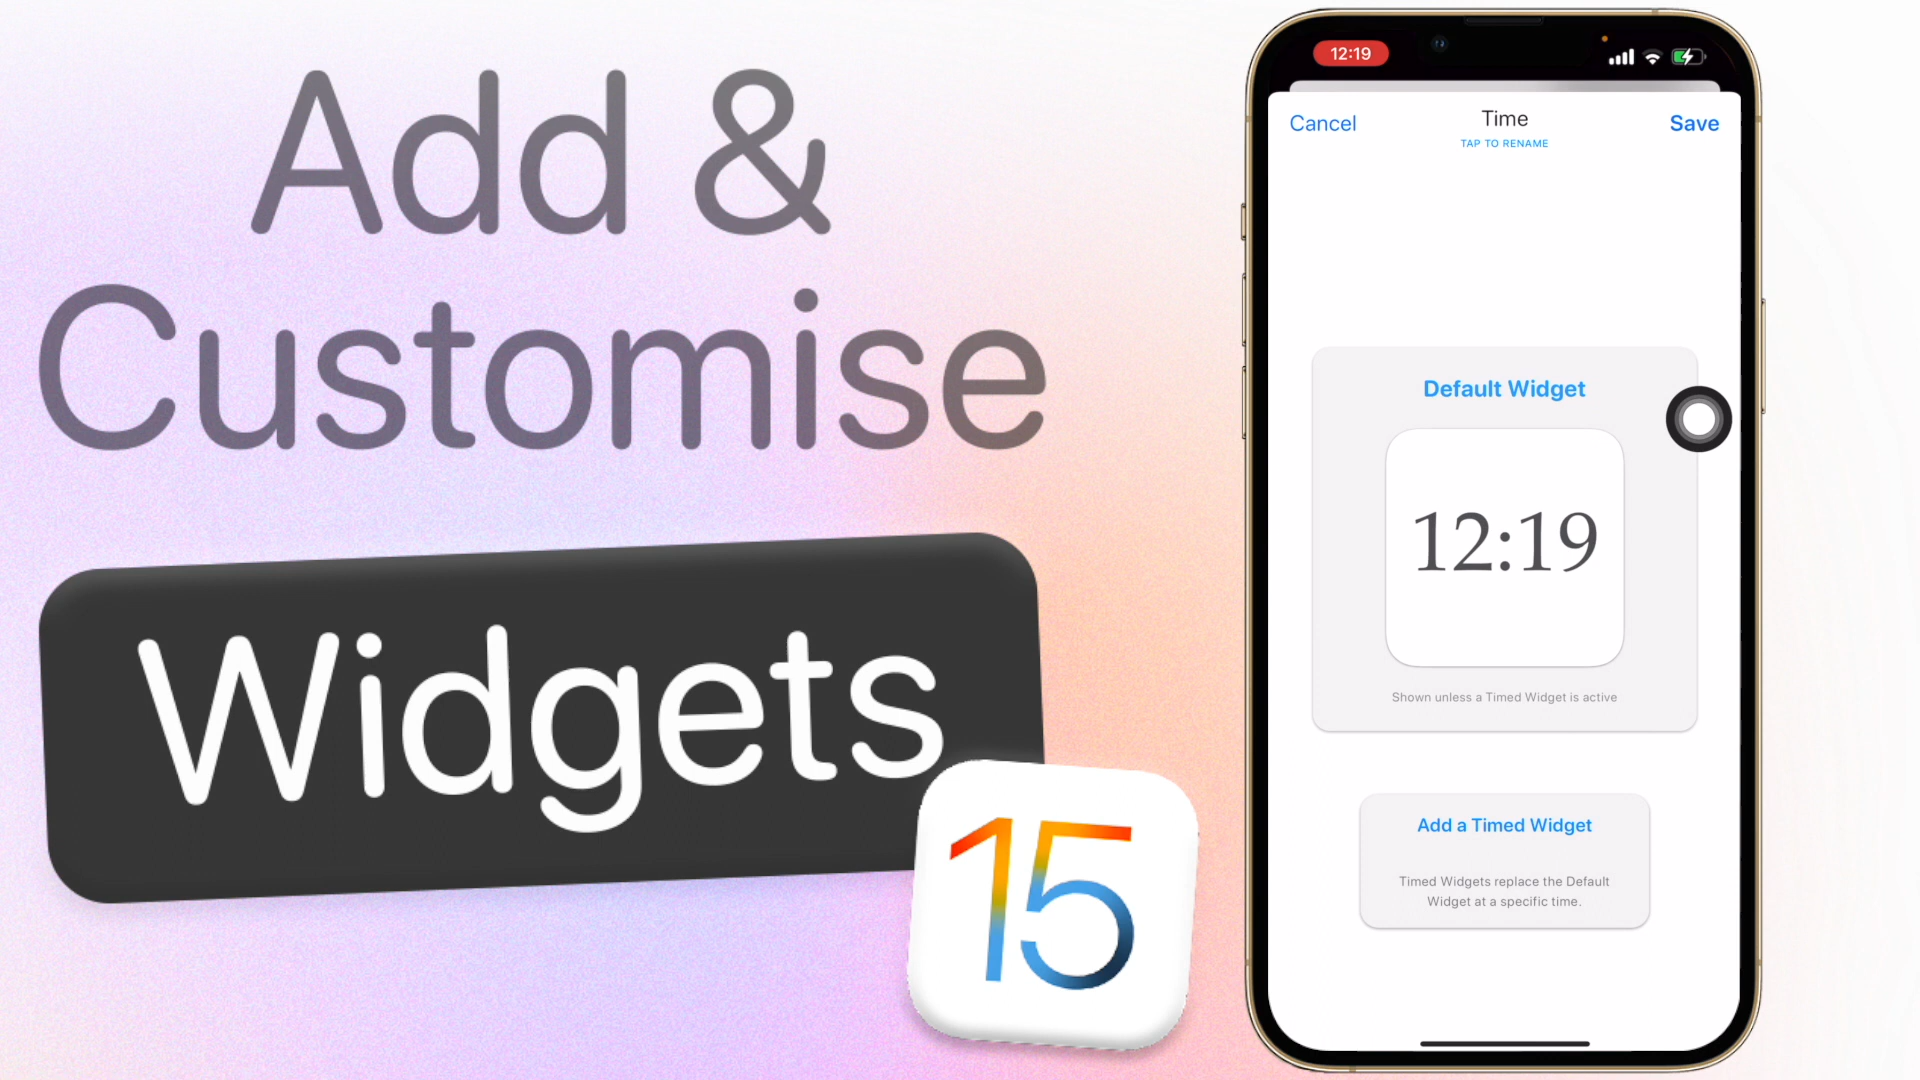 Add &
Customise
Widgets
15
12:19
Cancel
Time
Save
TAP TO RENAME
Default Widget
12:19
Shown unless a Timed Widget is active
Add a Timed Widget
Timed Widgets replace the Default
Widget at a specific time.